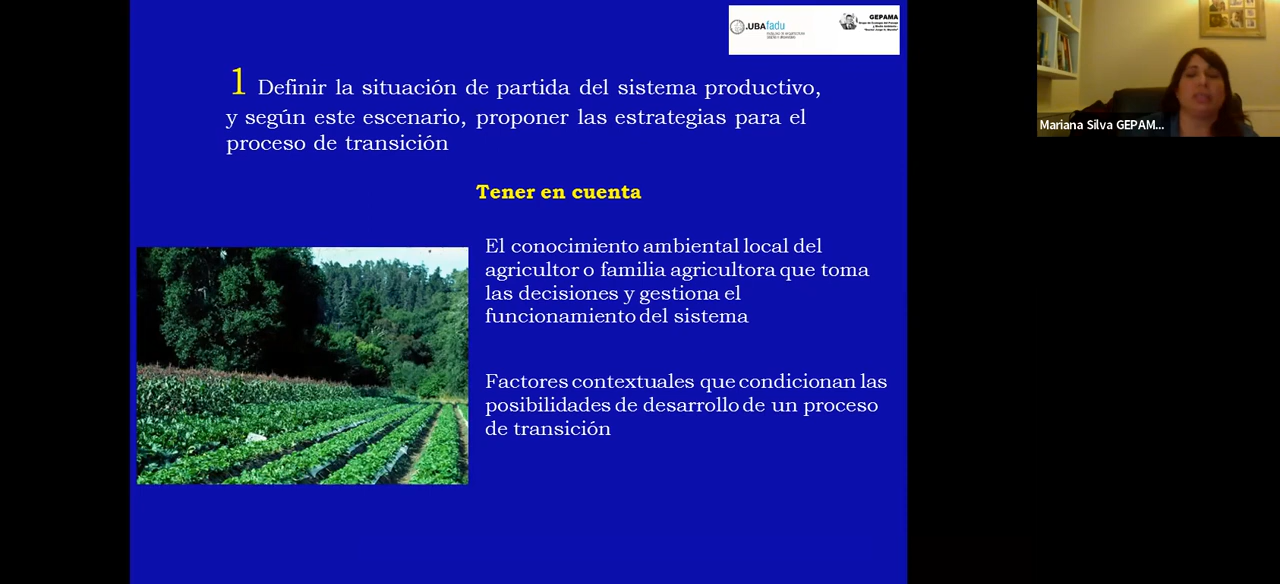 .UBAfadu
GEPAMA
1 Definir la situación de partida del sistema productivo,
y según este escenario, proponer las estrategias para el
proceso de transición
Tener en cuenta
El conocimiento ambiental local del
agricultor o familia agricultora que toma
las decisiones y gestiona el
funcionamiento del sistema
Factores contextuales que condicionan las
posibilidades de desarrollo de un proceso
de transición
Mariana Silva GEPAM...